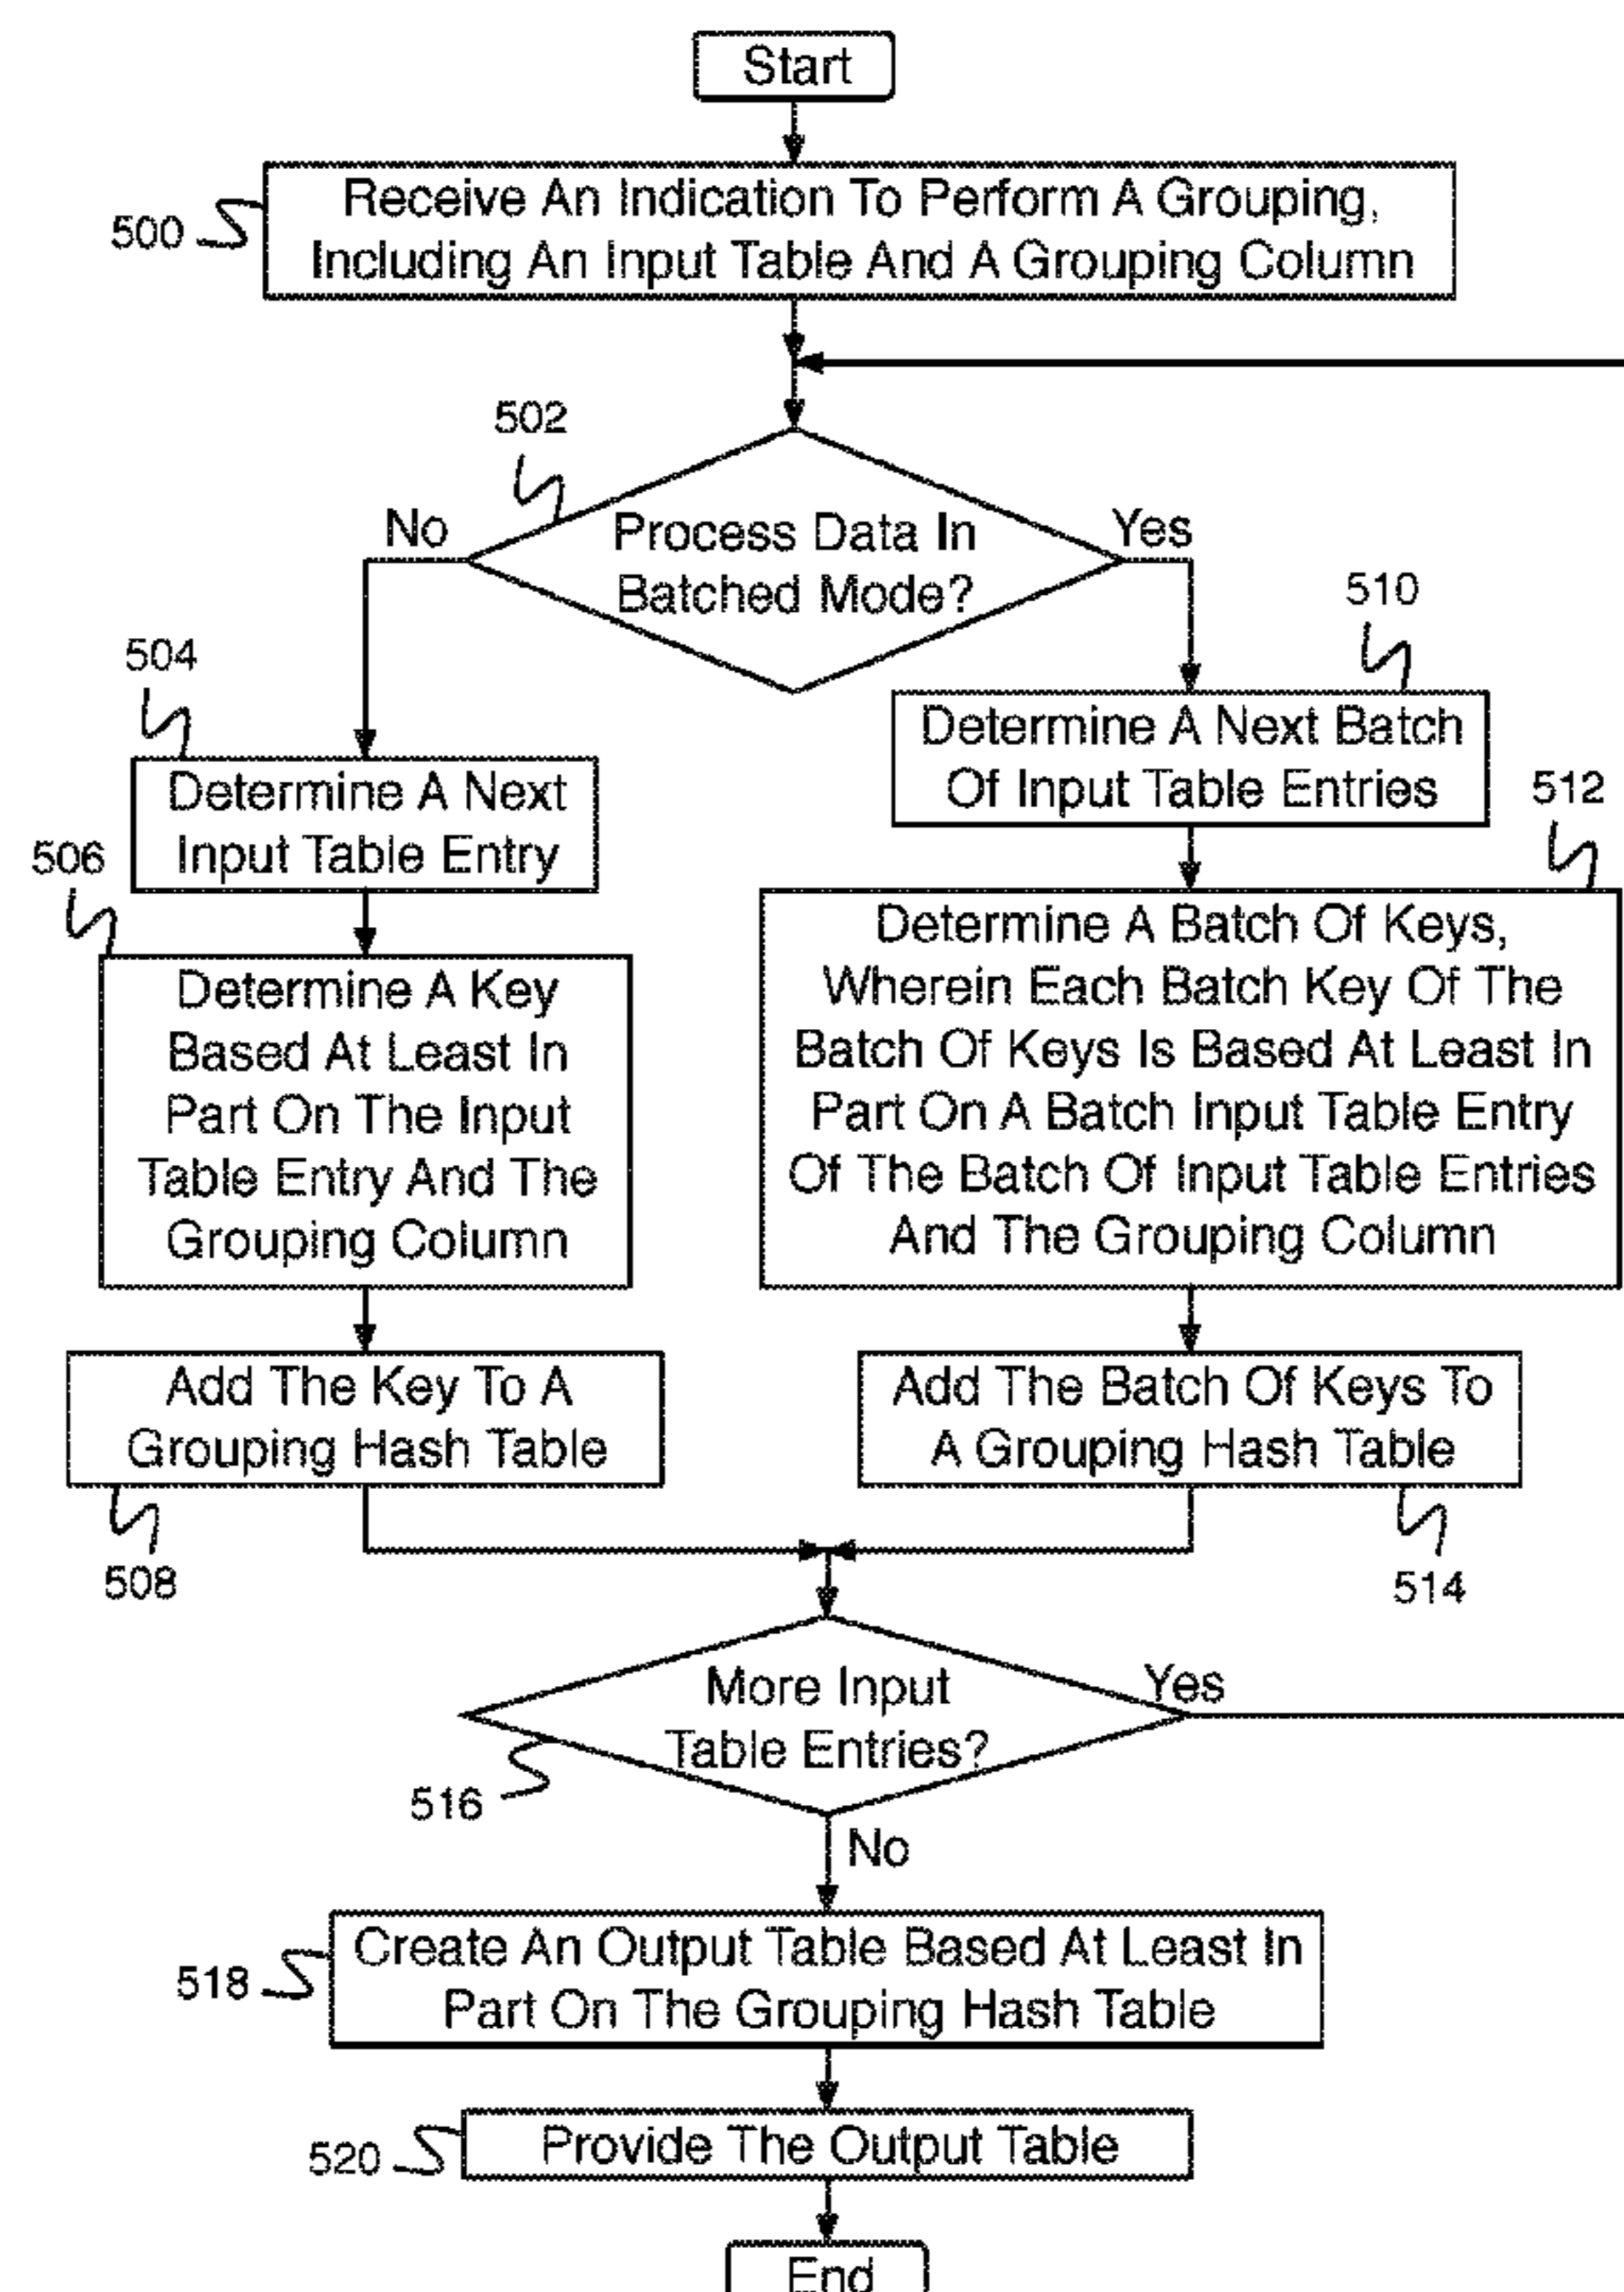 Start
500
Receive An Indication To Perform A Grouping,
Including An Input Table And A Grouping Column
502
No
Process Data In
Batched Mode?
Yes
504
Determine A Next
Input Table Entry
506
Determine A Key
Based At Least In
Part On The Input
Table Entry And The
Grouping Column
Add The Key To A
Grouping Hash Table
508
510
Determine A Next Batch
Of Input Table Entries
512
Determine A Batch Of Keys,
Wherein Each Batch Key Of The
Batch Of Keys Is Based At Least In
Part On A Batch Input Table Entry
Of The Batch Of Input Table Entries
And The Grouping Column
Add The Batch Of Keys To
A Grouping Hash Table
514
More Input
Table Entries?
Yes
516
No
518
Create An Output Table Based At Least In
Part On The Grouping Hash Table
520
Provide The Output Table
End